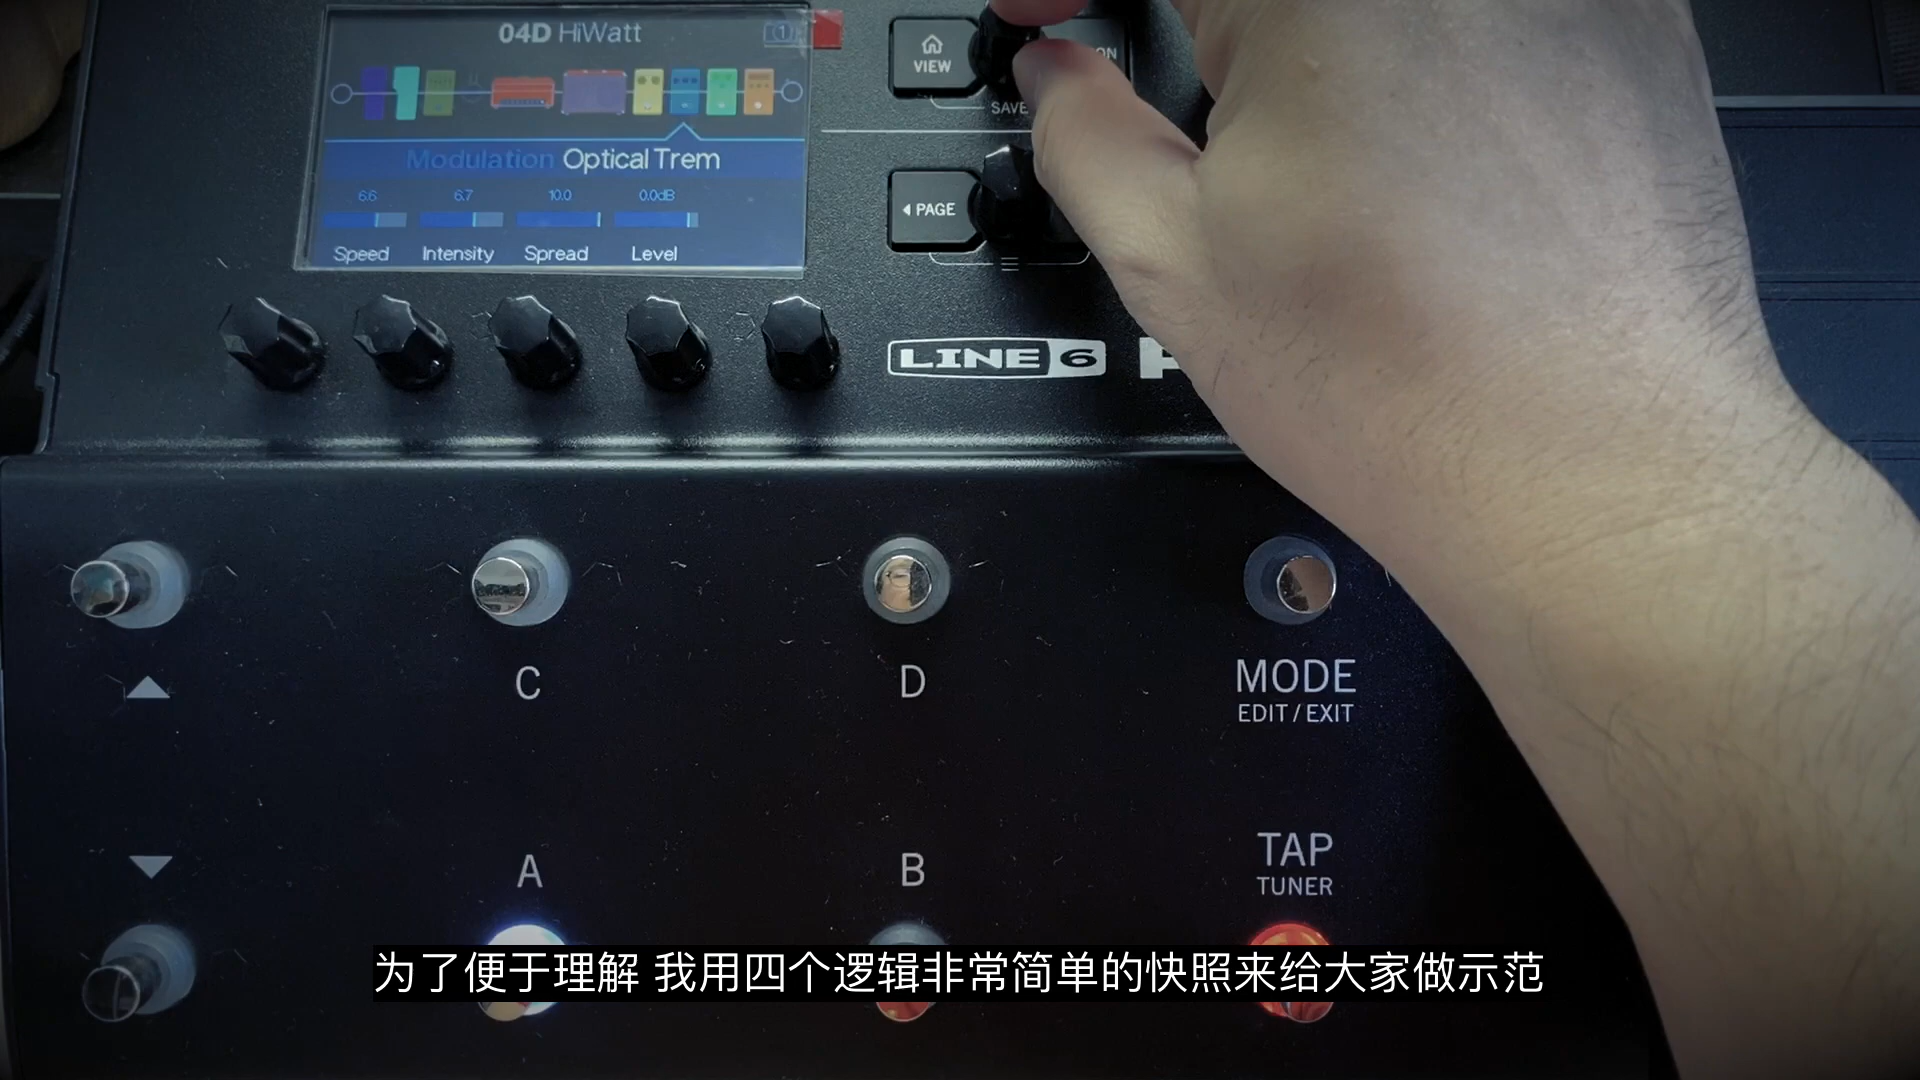 04D HiWatt
1
Modulation Optical Trem
6.6 6.7 10.0 0.0dB
Speed Intensity Spread Level
VIEW
ON
SAVE
PAGE
LINE 6
C
D
MODE
EDIT / EXIT
A
B
TAP
TUNER
为了便于理解 我用四个逻辑非常简单的快照来给大家做示范